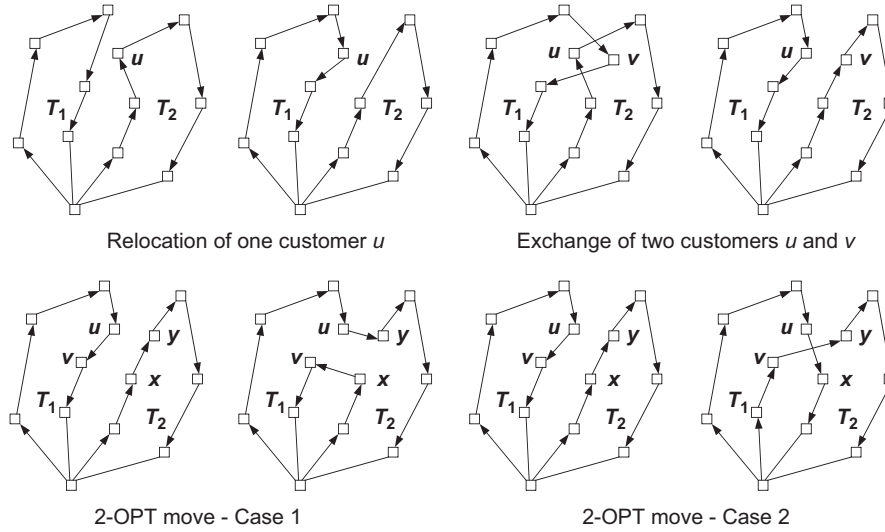 u
T1
T2
u
T1
T2
u
v
T1
T2
u
v
T1
T2
Relocation of one customer u
Exchange of two customers u and v
u
y
v
x
T1
T2
u
y
v
x
T1
T2
u
y
v
x
T1
T2
u
y
v
x
T1
T2
2-OPT move - Case 1
2-OPT move - Case 2